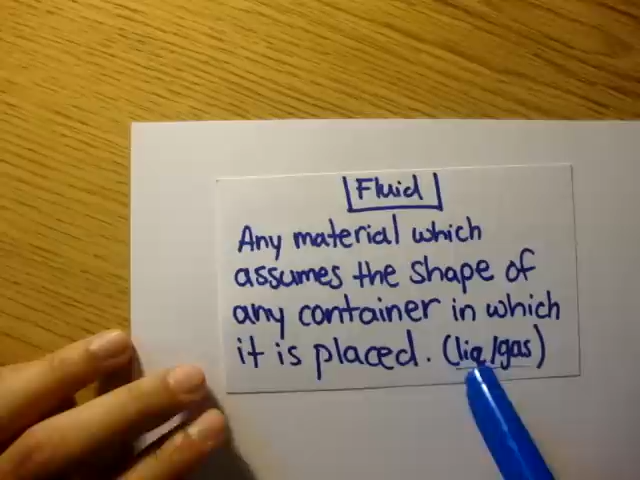 Fluid
Any material which
assumes the shape of
any container in which
it is placed. (liq/gas)